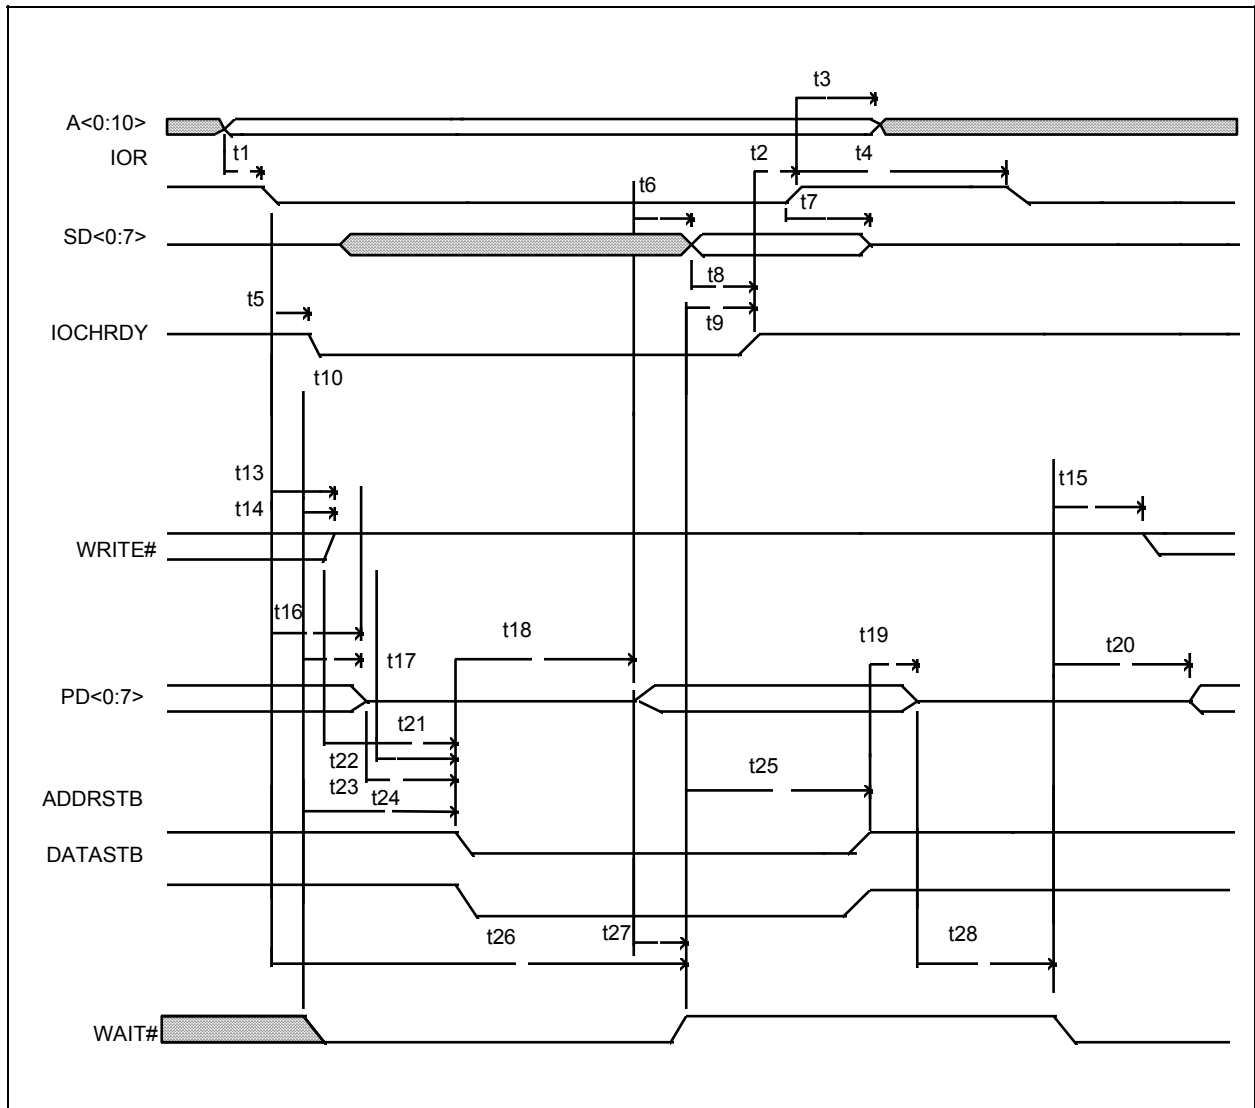 t3
A<0:10>
IOR
t1
t2
t4
t6
t7
SD<0:7>
t8
t5
t9
IOCHRDY
t10
t13
t15
t14
WRITE#
t16
t18
t19
t17
t20
PD<0:7>
t21
t22
t25
t23
ADDRSTB
t24
DATASTB
t26
t27
t28
WAIT#